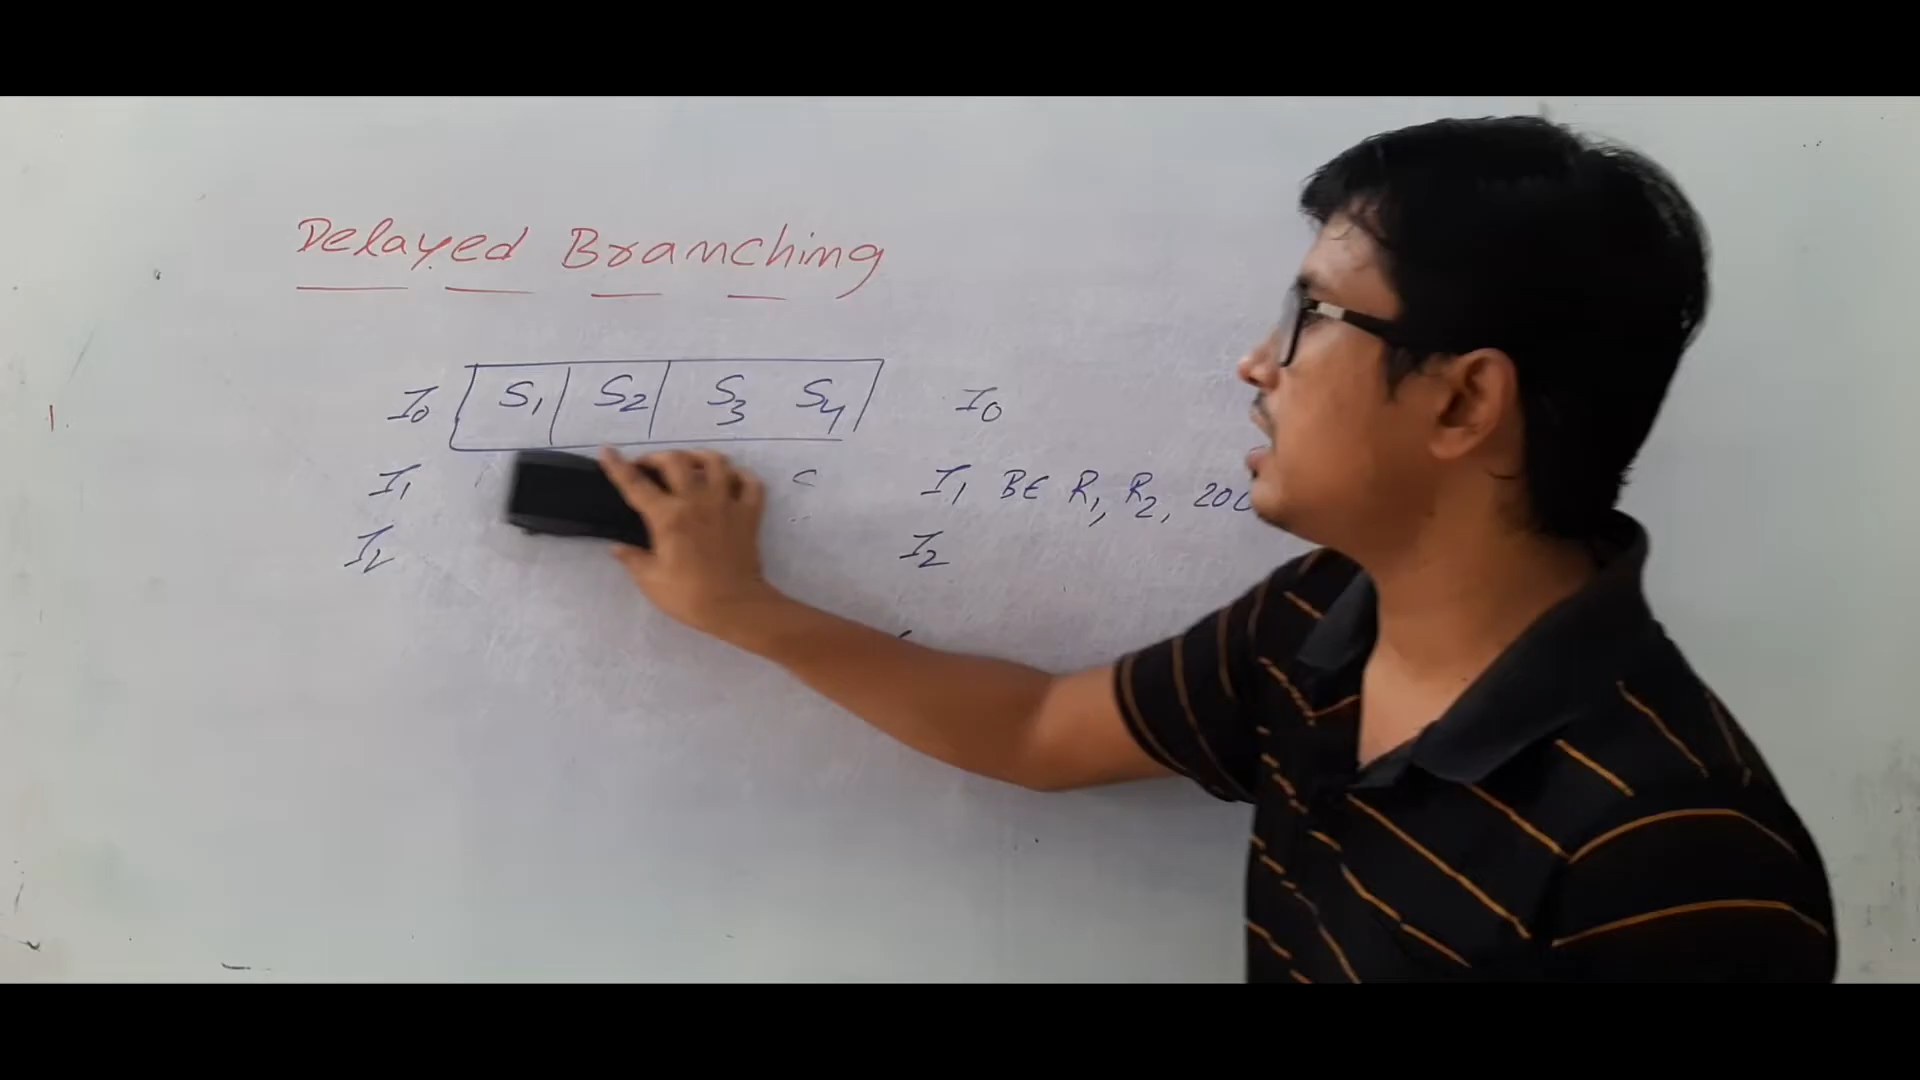 Delayed Branching
I0 S1 S2 S3 S4 I0
I1 I1 BE R1, R2, 200
I2 I2